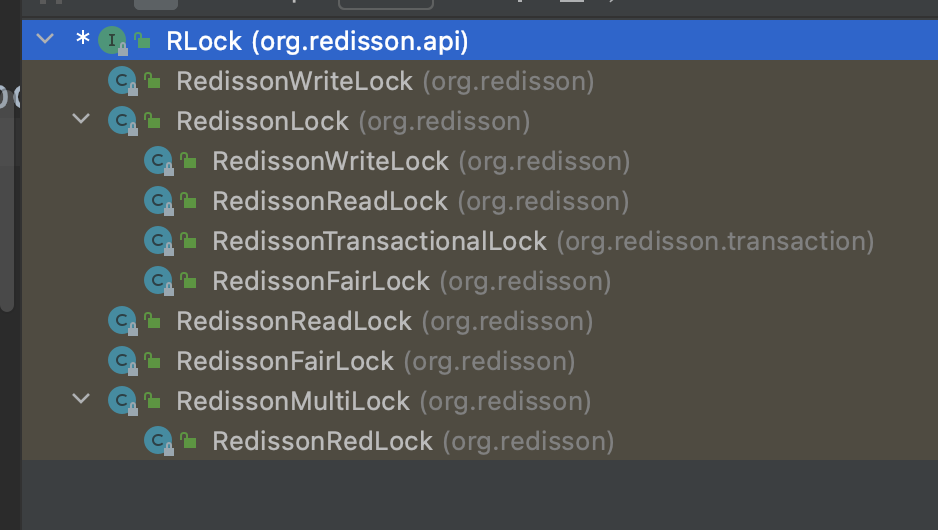 * I RLock (org.redisson.api)
C RedissonWriteLock (org.redisson)
C RedissonLock (org.redisson)
C RedissonWriteLock (org.redisson)
C RedissonReadLock (org.redisson)
C RedissonTransactionalLock (org.redisson.transaction)
C RedissonFairLock (org.redisson)
C RedissonReadLock (org.redisson)
C RedissonFairLock (org.redisson)
C RedissonMultiLock (org.redisson)
C RedissonRedLock (org.redisson)